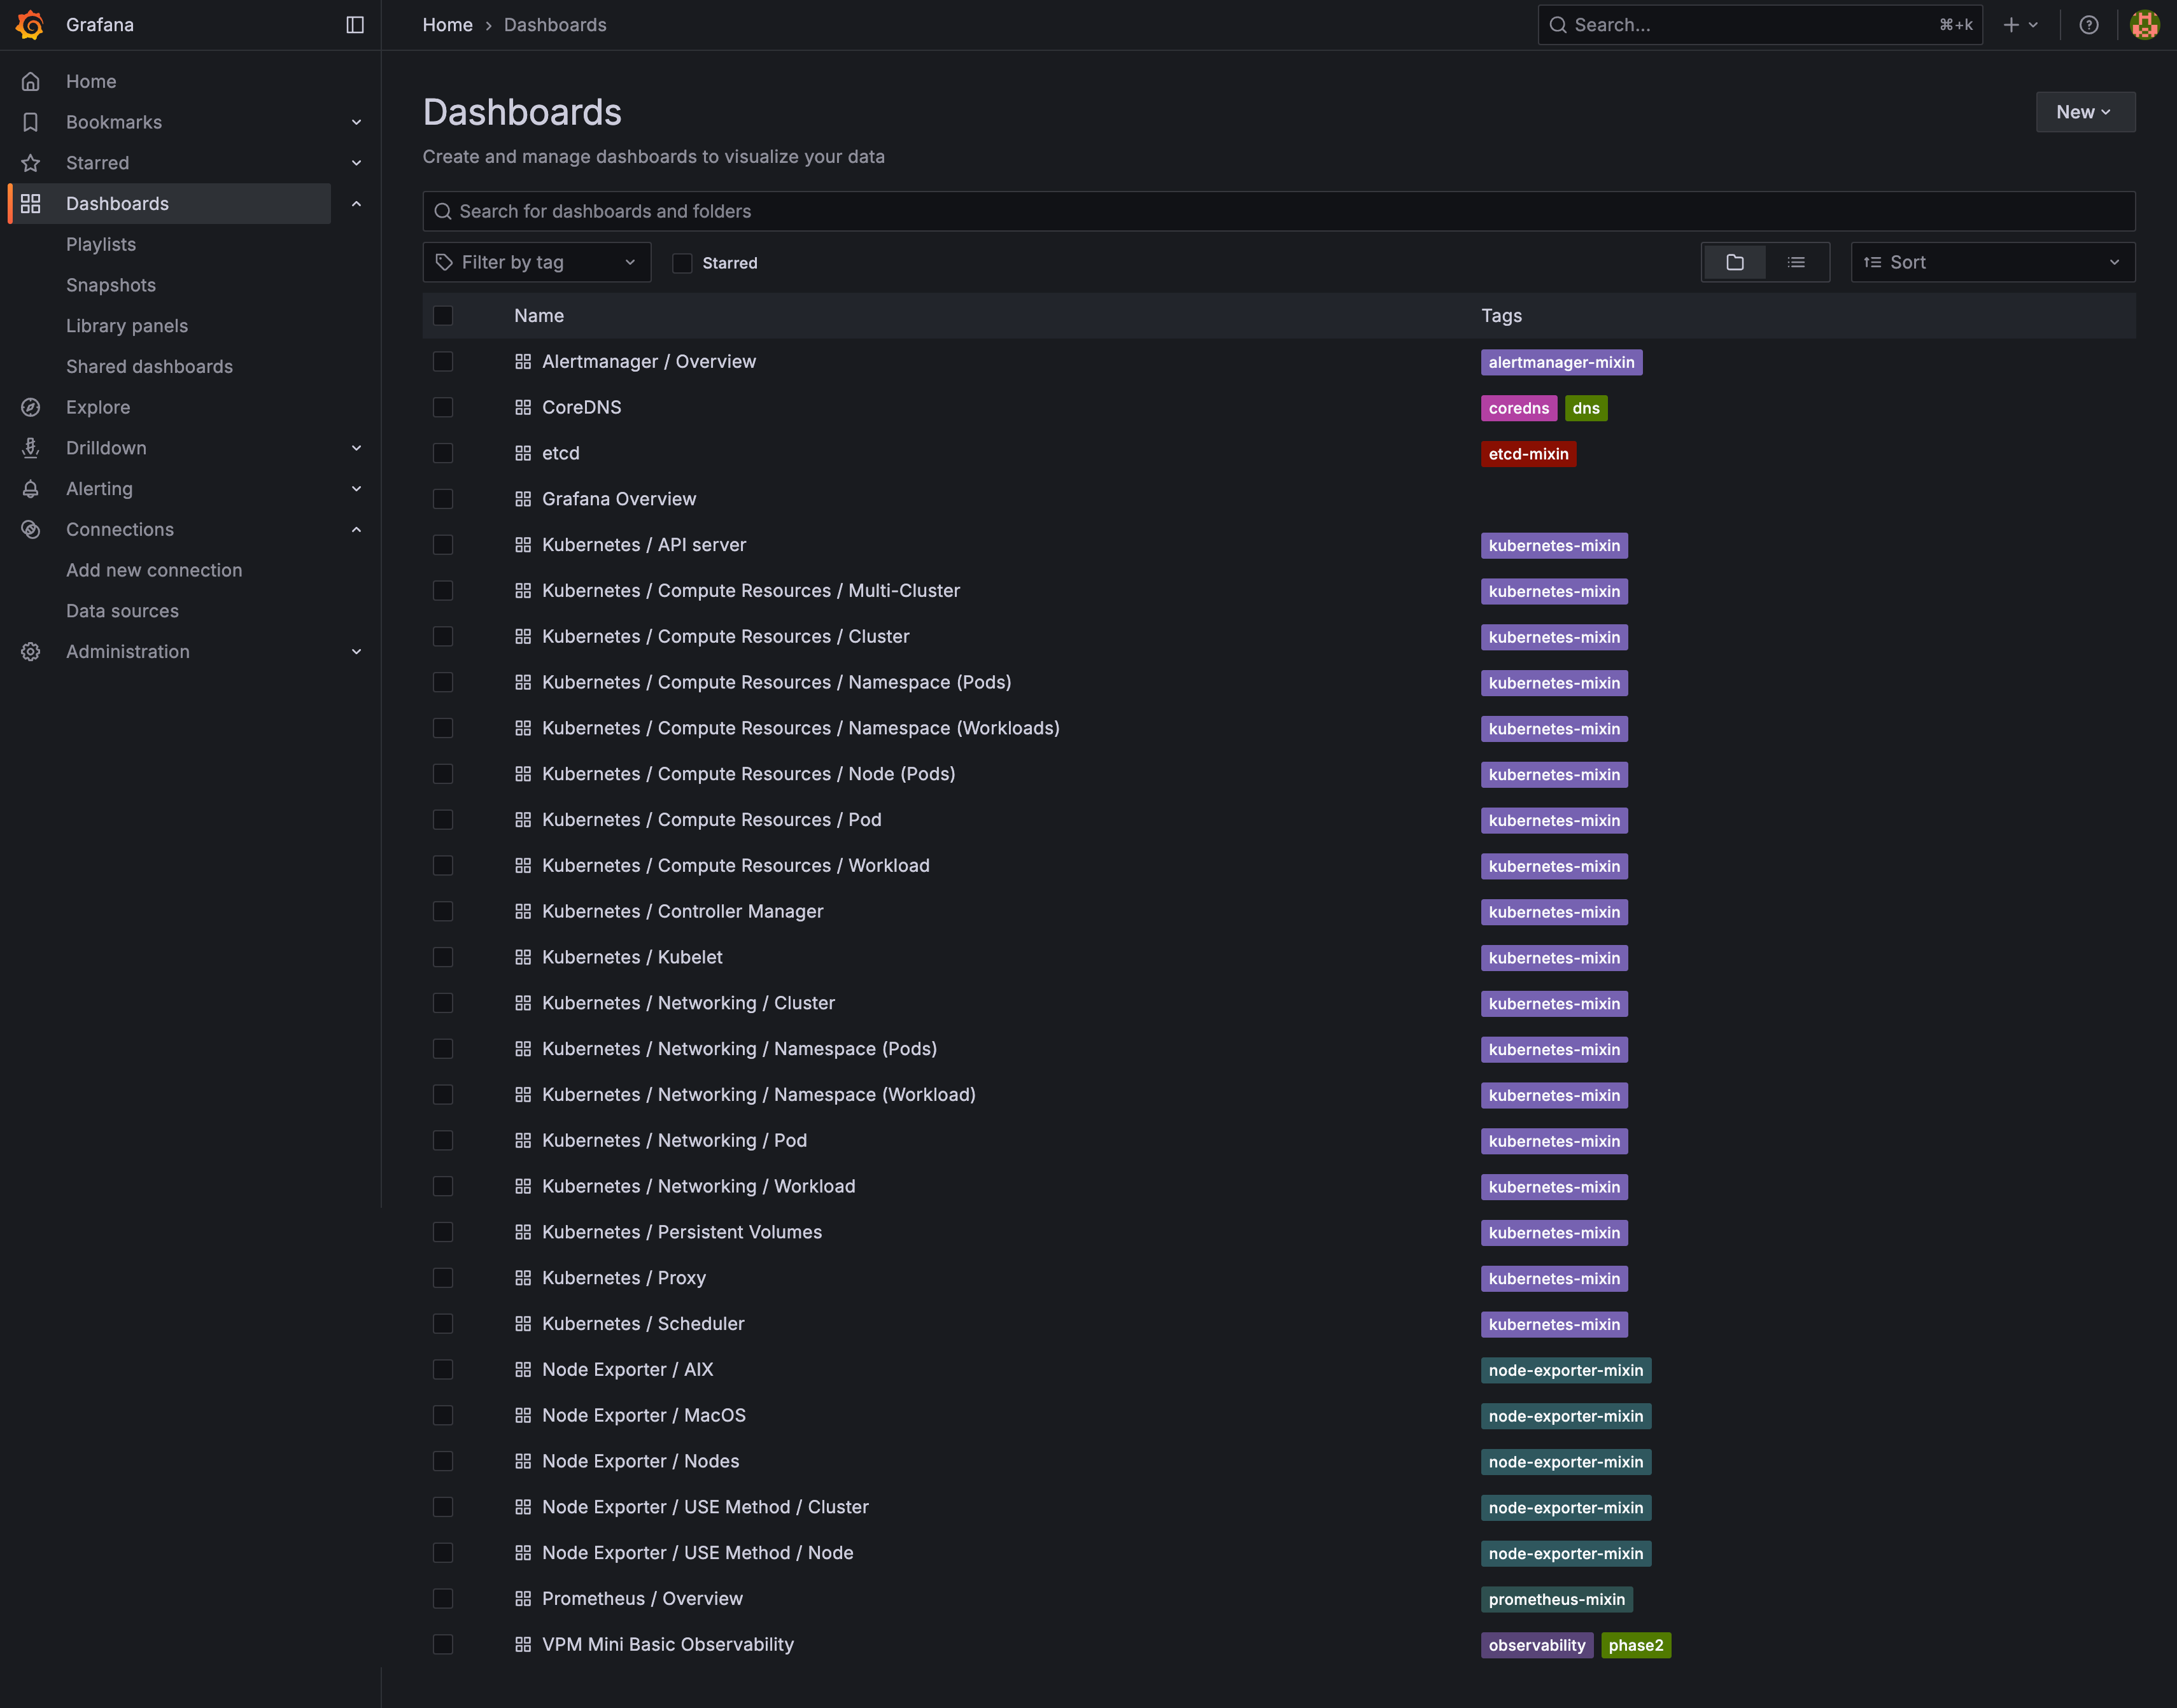 Grafana
Home › Dashboards
Search... ⌘+k
Home
Bookmarks
Starred
Dashboards
Playlists
Snapshots
Library panels
Shared dashboards
Explore
Drilldown
Alerting
Connections
Add new connection
Data sources
Administration
Dashboards
New
Create and manage dashboards to visualize your data
Search for dashboards and folders
Filter by tag Starred Sort
Name Tags
Alertmanager / Overview alertmanager-mixin
CoreDNS coredns dns
etcd etcd-mixin
Grafana Overview
Kubernetes / API server kubernetes-mixin
Kubernetes / Compute Resources / Multi-Cluster kubernetes-mixin
Kubernetes / Compute Resources / Cluster kubernetes-mixin
Kubernetes / Compute Resources / Namespace (Pods) kubernetes-mixin
Kubernetes / Compute Resources / Namespace (Workloads) kubernetes-mixin
Kubernetes / Compute Resources / Node (Pods) kubernetes-mixin
Kubernetes / Compute Resources / Pod kubernetes-mixin
Kubernetes / Compute Resources / Workload kubernetes-mixin
Kubernetes / Controller Manager kubernetes-mixin
Kubernetes / Kubelet kubernetes-mixin
Kubernetes / Networking / Cluster kubernetes-mixin
Kubernetes / Networking / Namespace (Pods) kubernetes-mixin
Kubernetes / Networking / Namespace (Workload) kubernetes-mixin
Kubernetes / Networking / Pod kubernetes-mixin
Kubernetes / Networking / Workload kubernetes-mixin
Kubernetes / Persistent Volumes kubernetes-mixin
Kubernetes / Proxy kubernetes-mixin
Kubernetes / Scheduler kubernetes-mixin
Node Exporter / AIX node-exporter-mixin
Node Exporter / MacOS node-exporter-mixin
Node Exporter / Nodes node-exporter-mixin
Node Exporter / USE Method / Cluster node-exporter-mixin
Node Exporter / USE Method / Node node-exporter-mixin
Prometheus / Overview prometheus-mixin
VPM Mini Basic Observability observability phase2